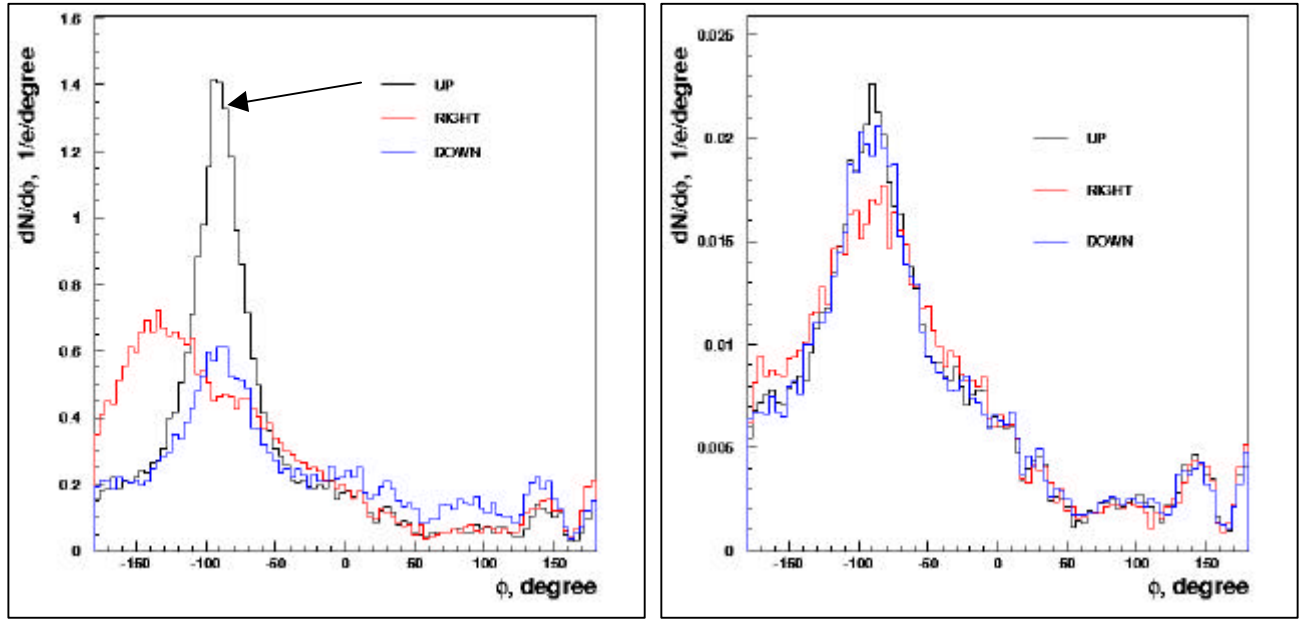 dN/dϕ, 1/e/degree
1.6
1.4
1.2
1
0.8
0.6
0.4
0.2
0
UP
RIGHT
DOWN
-150 -100 -50 0 50 100 150
ϕ, degree
dN/dϕ, 1/e/degree
0.025
0.02
0.015
0.01
0.005
0
UP
RIGHT
DOWN
-150 -100 -50 0 50 100 150
ϕ, degree